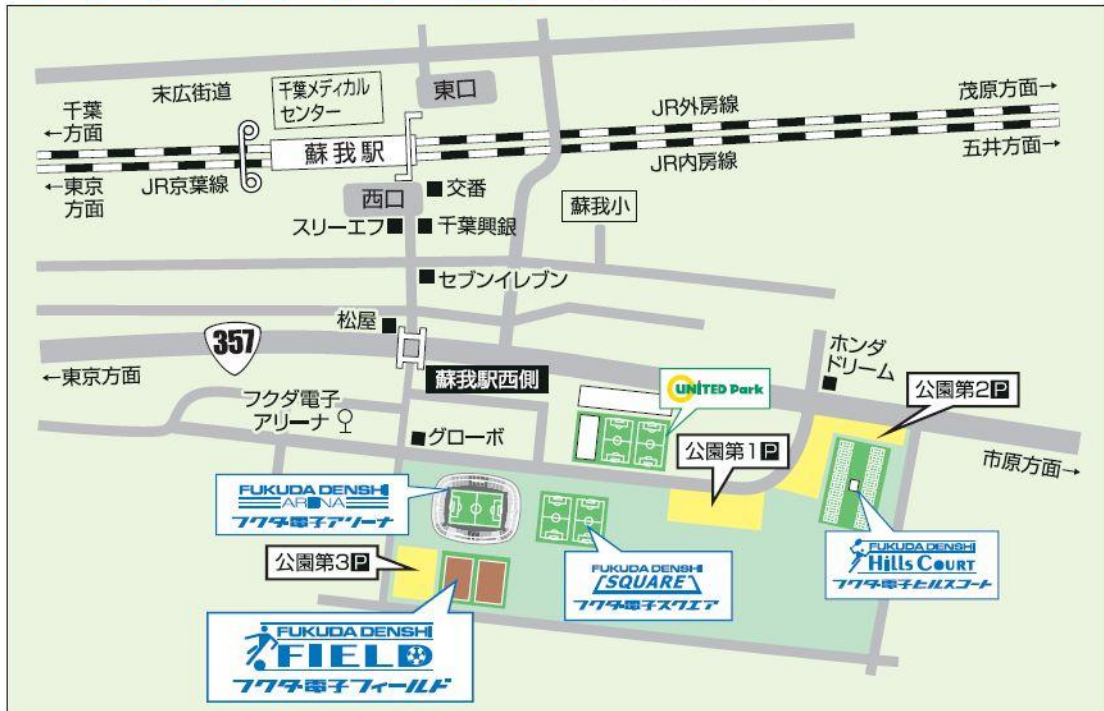 末広街道
千葉メディカル
センター
東口
千葉
←方面
JR外房線
茂原方面→
蘇我駅
JR内房線
五井方面→
←東京
方面
JR京葉線
西口
交番
スリーエフ
千葉興銀
蘇我小
セブンイレブン
松屋
357
←東京方面
蘇我駅西側
ホンダ
ドリーム
UNITED Park
公園第2P
フクダ電子
アリーナ
グローボ
公園第1P
市原方面→
FUKUDA DENSHI
ARENA
フクダ電子アリーナ
公園第3P
FUKUDA DENSHI
SQUARE
フクダ電子スクエア
FUKUDA DENSHI
Hills COURT
フクダ電子ヒルスコート
FUKUDA DENSHI
FIELD
フクダ電子フィールド